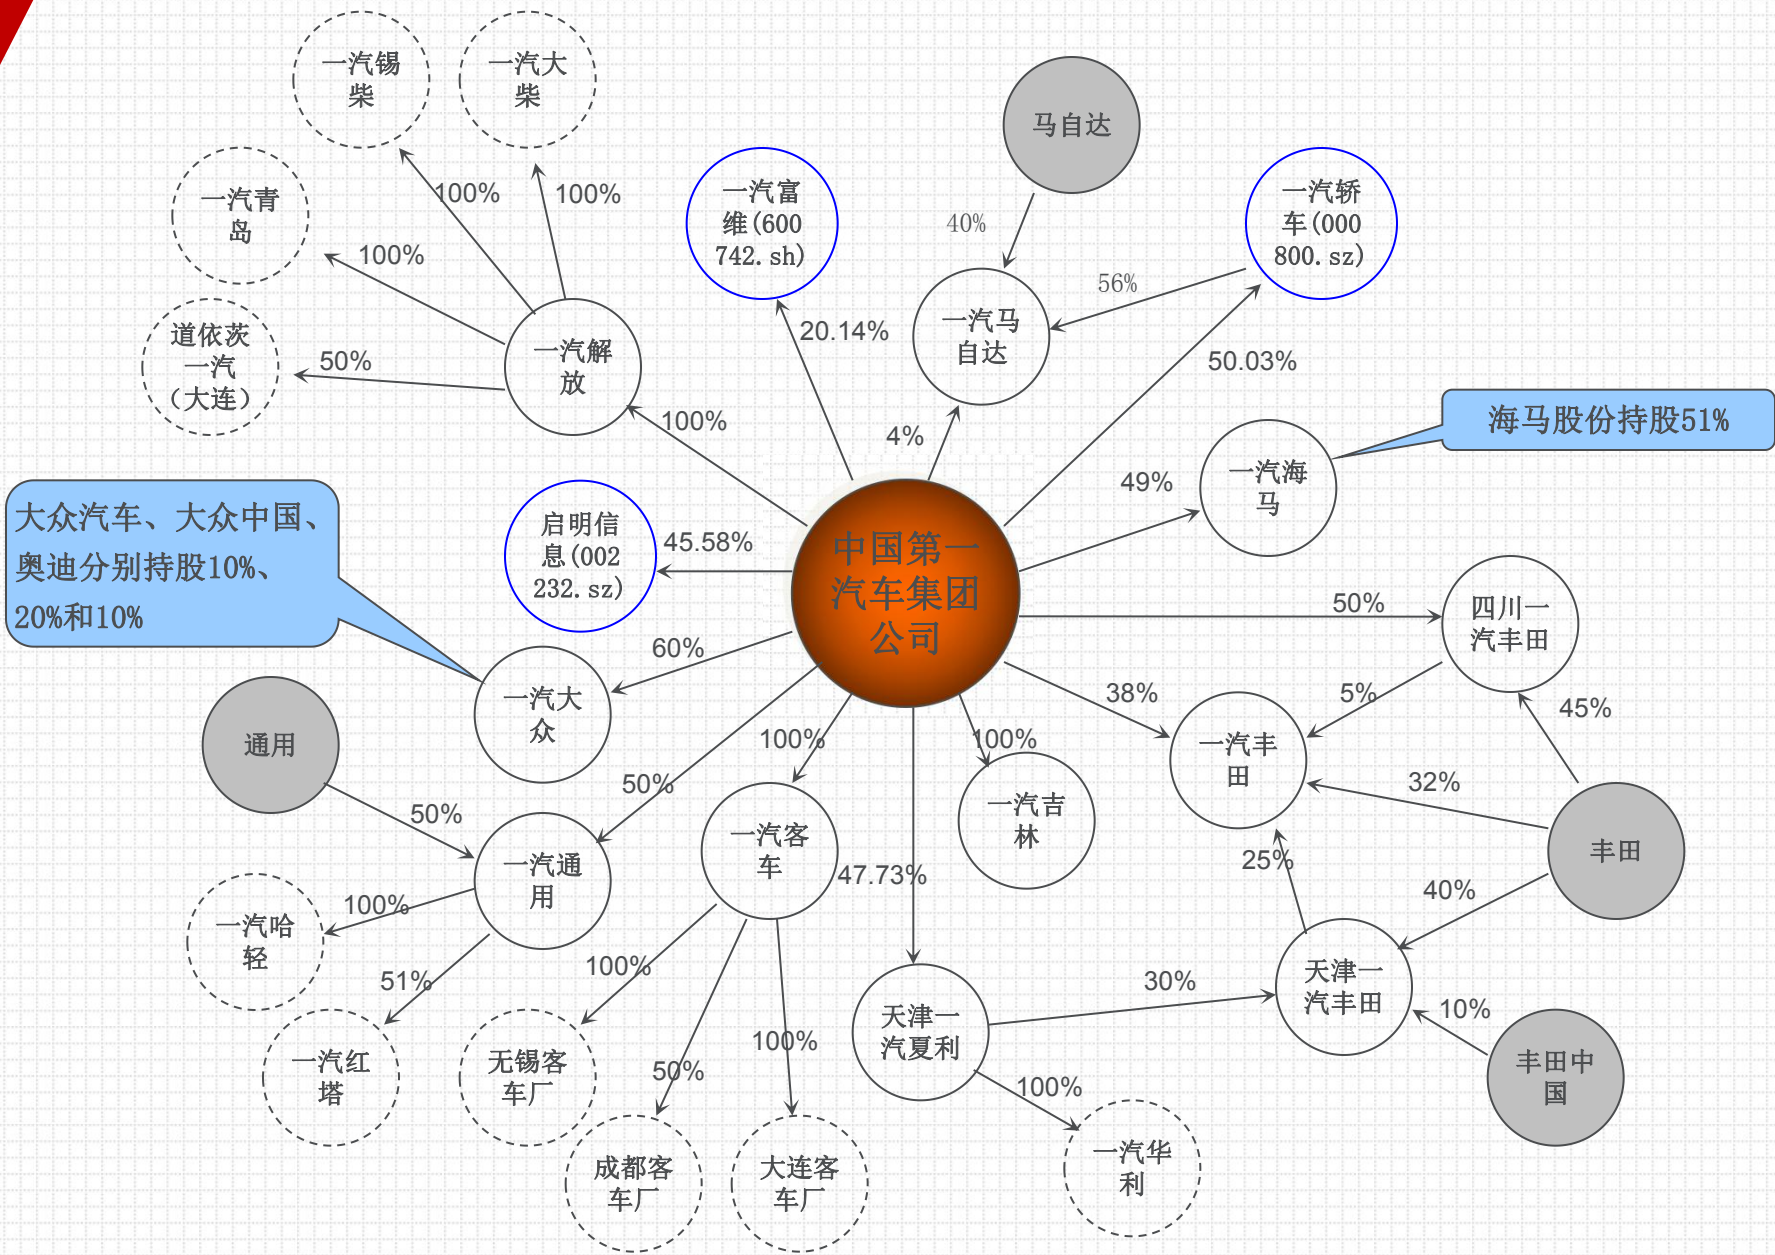 一汽锡
柴
一汽大
柴
马自达
一汽青
岛
100%
100%
一汽富
维(600
742.sh)
40%
一汽轿
车(000
800.sz)
100%
56%
道依茨
一汽
（大连）
50%
一汽解
放
20.14%
一汽马
自达
50.03%
100%
4%
海马股份持股51%
49%
一汽海
马
大众汽车、大众中国、
奥迪分别持股10%、
20%和10%
启明信
息(002
232.sz)
45.58%
中国第一
汽车集团
公司
50%
四川一
汽丰田
60%
38%
5%
45%
一汽大
众
通用
100%
100%
一汽丰
田
50%
50%
32%
一汽吉
林
一汽客
车
丰田
25%
47.73%
一汽通
用
40%
100%
一汽哈
轻
51%
100%
30%
天津一
汽丰田
10%
天津一
汽夏利
100%
50%
一汽红
塔
无锡客
车厂
100%
丰田中
国
成都客
车厂
大连客
车厂
一汽华
利